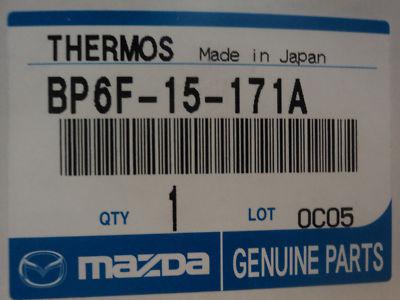 THERMOS Made in Japan
BP6F-15-171A
QTY 1 LOT 0C05
mazda GENUINE PARTS